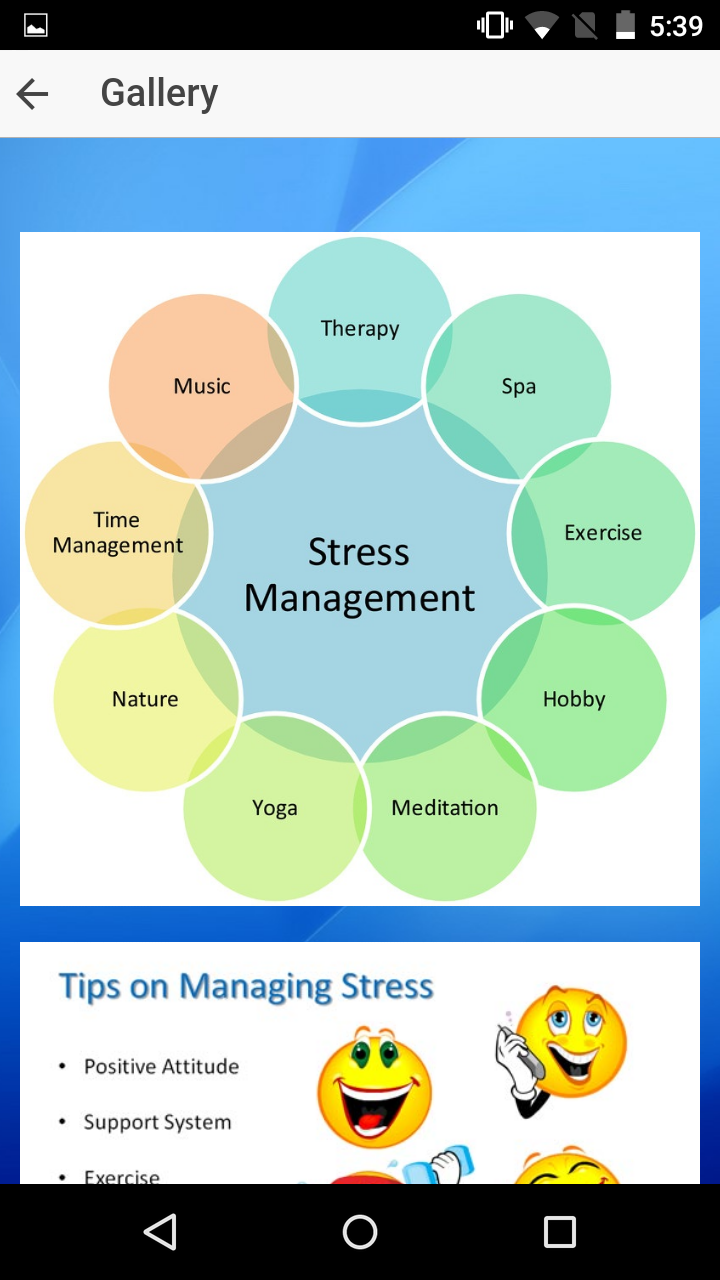 5:39
Gallery
Therapy
Music
Spa
Time
Management
Exercise
Stress
Management
Nature
Hobby
Yoga
Meditation
Tips on Managing Stress
• Positive Attitude
• Support System
• Exercise